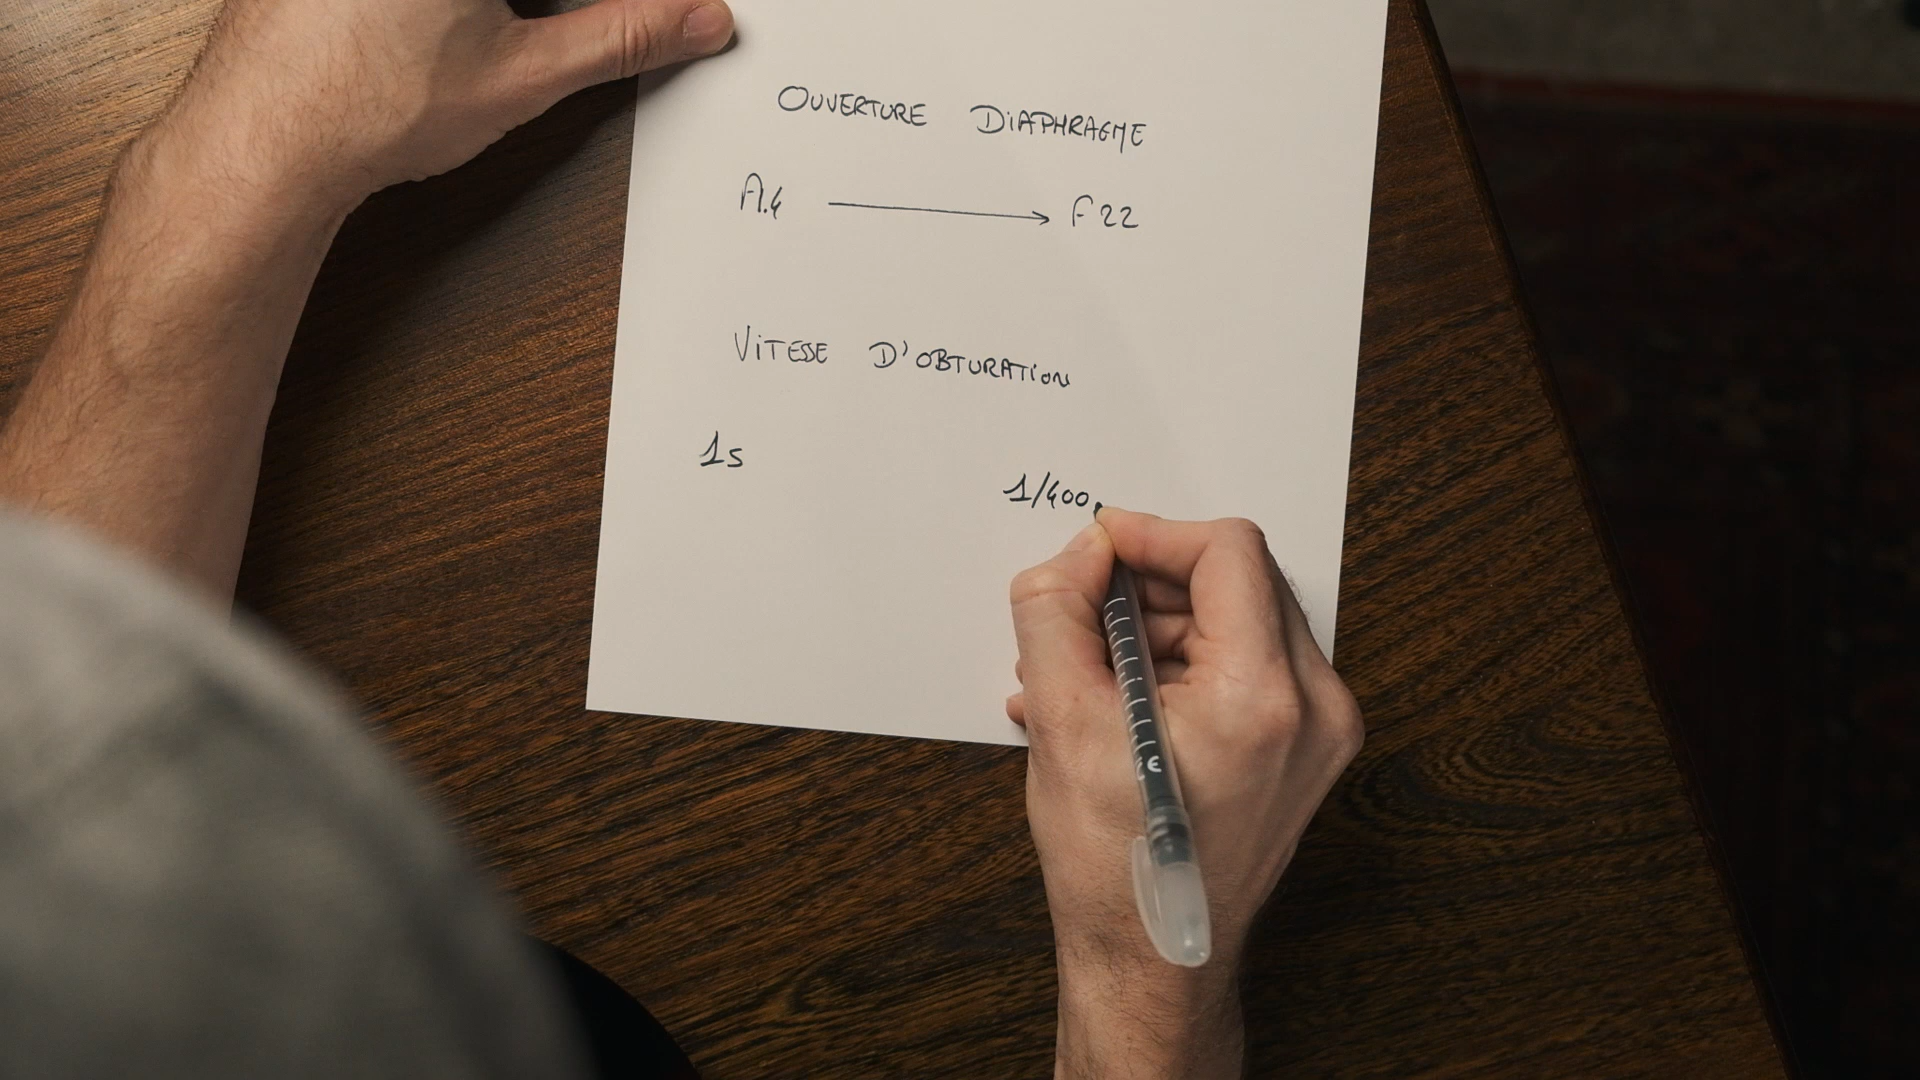 OUVERTURE DIAPHRAGME
F1.4 → F22
VITESSE D'OBTURATION
1s 1/400